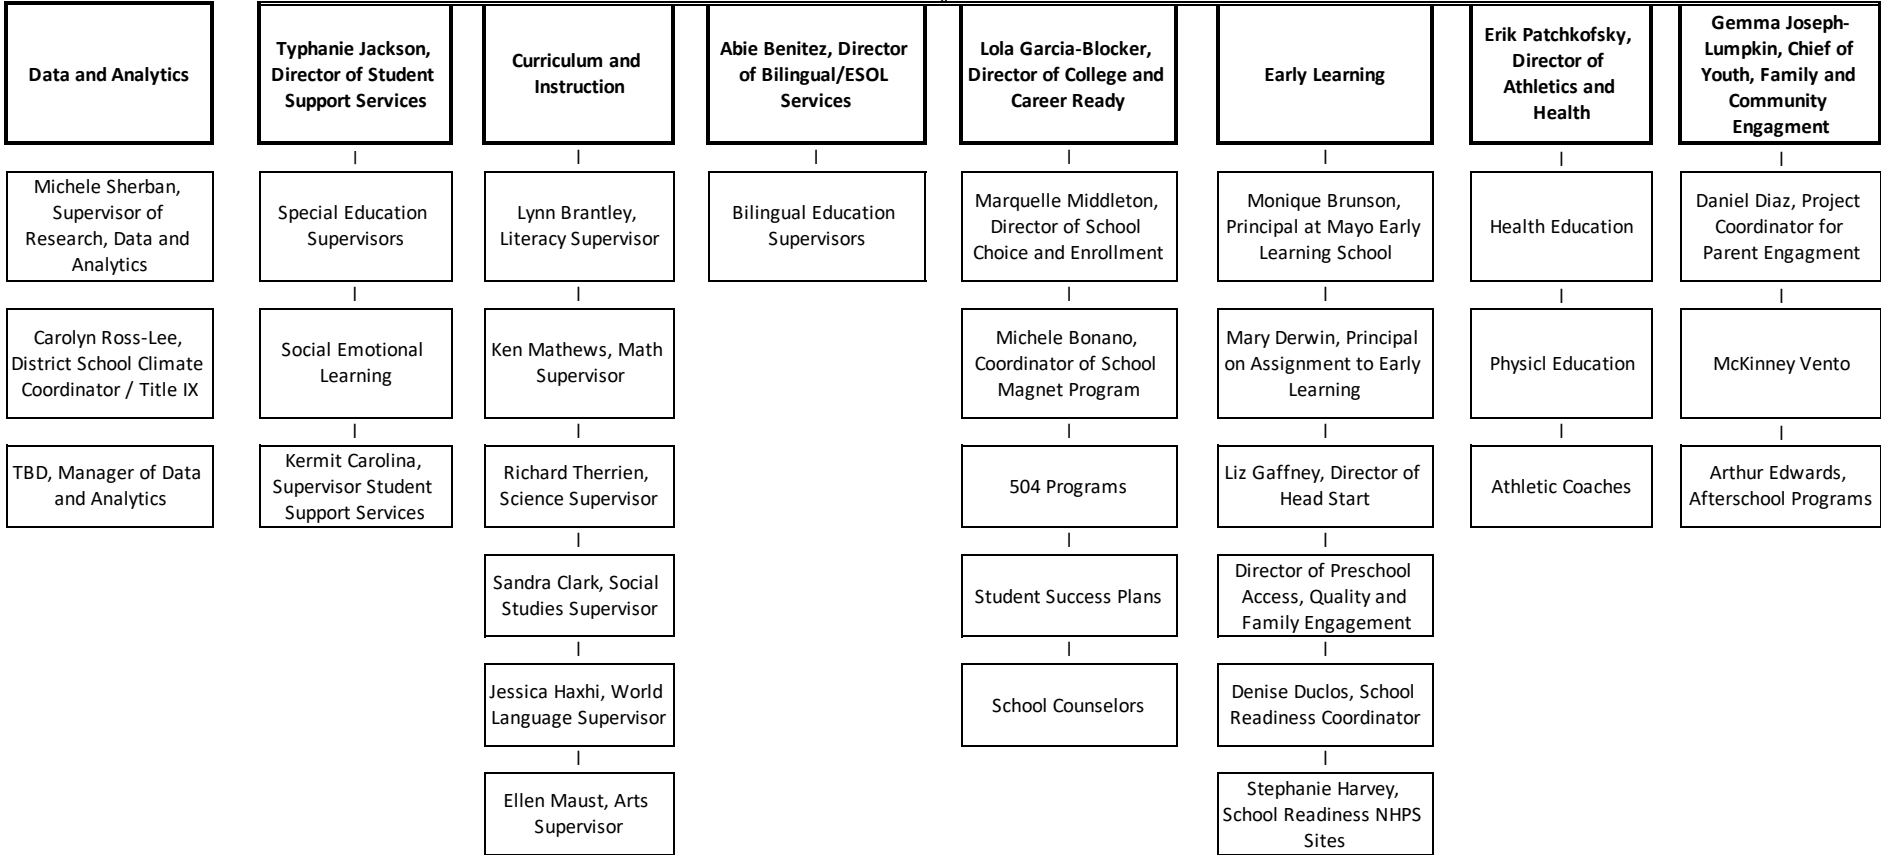 Data and Analytics
Typhanie Jackson,
Director of Student
Support Services
Curriculum and
Instruction
Abie Benitez, Director
of Bilingual/ESOL
Services
Lola Garcia-Blocker,
Director of College and
Career Ready
Early Learning
Erik Patchkofsky,
Director of
Athletics and
Health
Gemma Joseph-
Lumpkin, Chief of
Youth, Family and
Community
Engagment
Michele Sherban,
Supervisor of
Research, Data and
Analytics
Special Education
Supervisors
Lynn Brantley,
Literacy Supervisor
Bilingual Education
Supervisors
Marquelle Middleton,
Director of School
Choice and Enrollment
Monique Brunson,
Principal at Mayo Early
Learning School
Health Education
Daniel Diaz, Project
Coordinator for
Parent Engagment
Carolyn Ross-Lee,
District School Climate
Coordinator / Title IX
Social Emotional
Learning
Ken Mathews, Math
Supervisor
Michele Bonano,
Coordinator of School
Magnet Program
Mary Derwin, Principal
on Assignment to Early
Learning
Physicl Education
McKinney Vento
TBD, Manager of Data
and Analytics
Kermit Carolina,
Supervisor Student
Support Services
Richard Therrien,
Science Supervisor
504 Programs
Liz Gaffney, Director of
Head Start
Athletic Coaches
Arthur Edwards,
Afterschool Programs
Sandra Clark, Social
Studies Supervisor
Student Success Plans
Director of Preschool
Access, Quality and
Family Engagement
Jessica Haxhi, World
Language Supervisor
School Counselors
Denise Duclos, School
Readiness Coordinator
Ellen Maust, Arts
Supervisor
Stephanie Harvey,
School Readiness NHPS
Sites